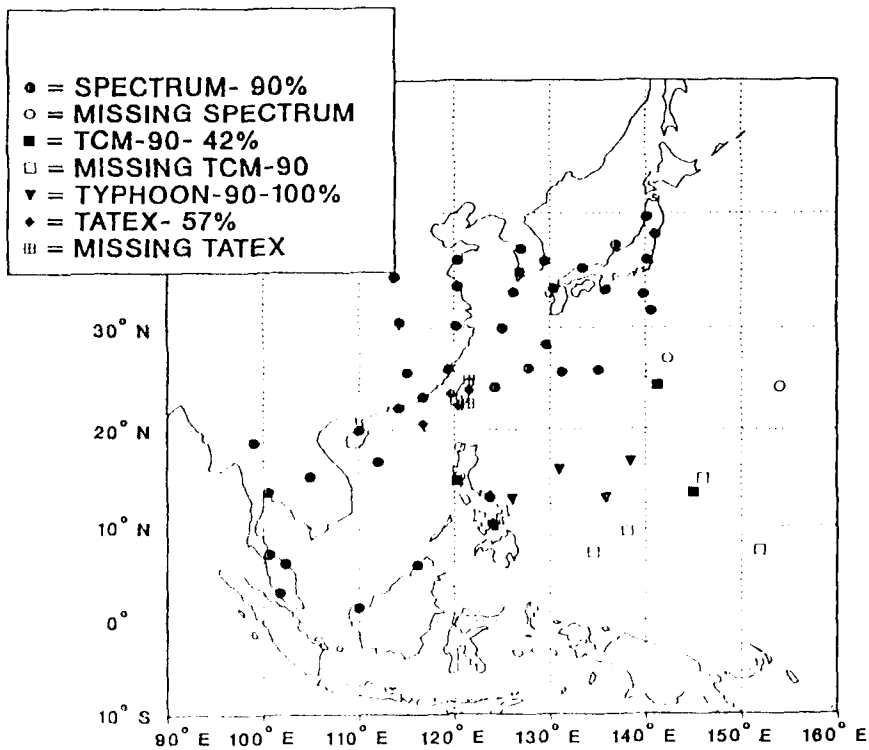 ● = SPECTRUM- 90%
○ = MISSING SPECTRUM
■ = TCM-90- 42%
□ = MISSING TCM-90
▼ = TYPHOON-90-100%
◆ = TATEX- 57%
⊞ = MISSING TATEX
30° N
20° N
10° N
0°
10° S
90° E 100° E 110° E 120° E 130° E 140° E 150° E 160° E